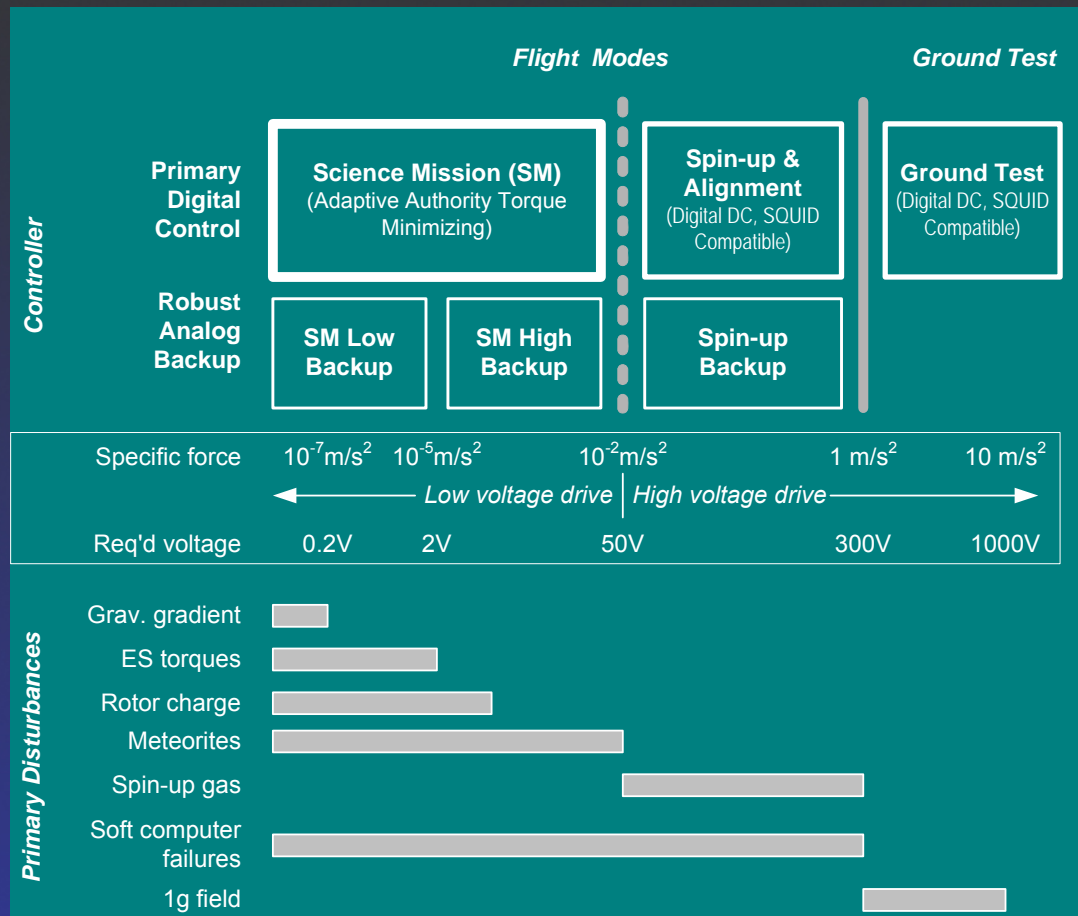 Flight Modes
Ground Test
Controller
Primary
Digital
Control
Science Mission (SM)
(Adaptive Authority Torque
Minimizing)
Spin-up &
Alignment
(Digital DC, SQUID
Compatible)
Ground Test
(Digital DC, SQUID
Compatible)
Robust
Analog
Backup
SM Low
Backup
SM High
Backup
Spin-up
Backup
Specific force 10⁻⁷m/s² 10⁻⁵m/s² 10⁻²m/s² 1 m/s² 10 m/s²
Low voltage drive High voltage drive
Req'd voltage 0.2V 2V 50V 300V 1000V
Primary Disturbances
Grav. gradient
ES torques
Rotor charge
Meteorites
Spin-up gas
Soft computer
failures
1g field